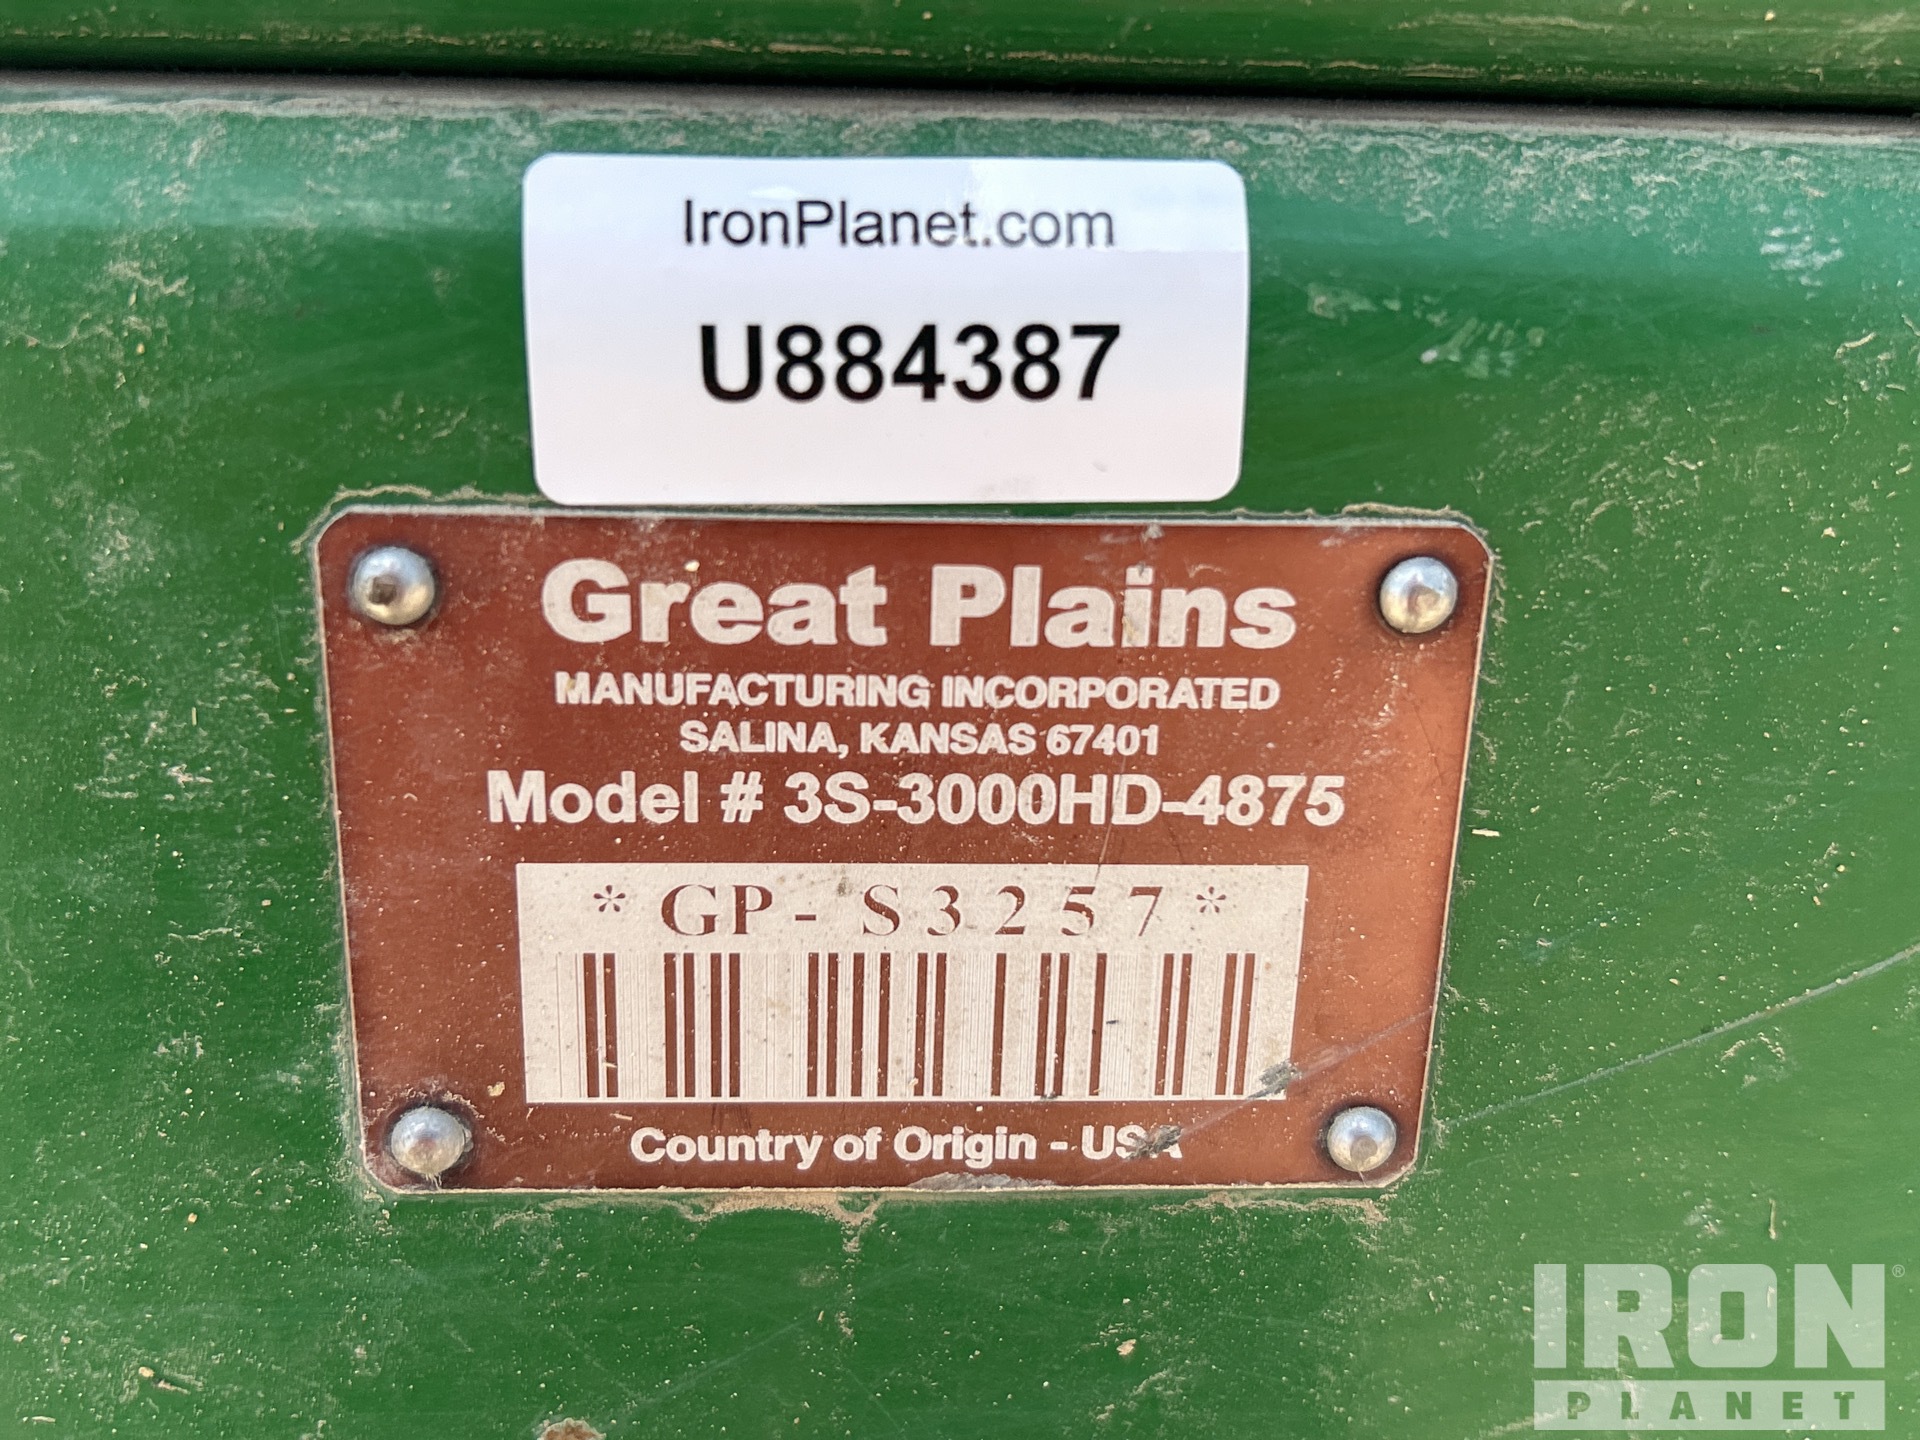 IronPlanet.com
U884387
Great Plains
MANUFACTURING INCORPORATED
SALINA, KANSAS 67401
Model # 3S-3000HD-4875
* GP- S3257 *
Country of Origin - USA
IRON®
PLANET